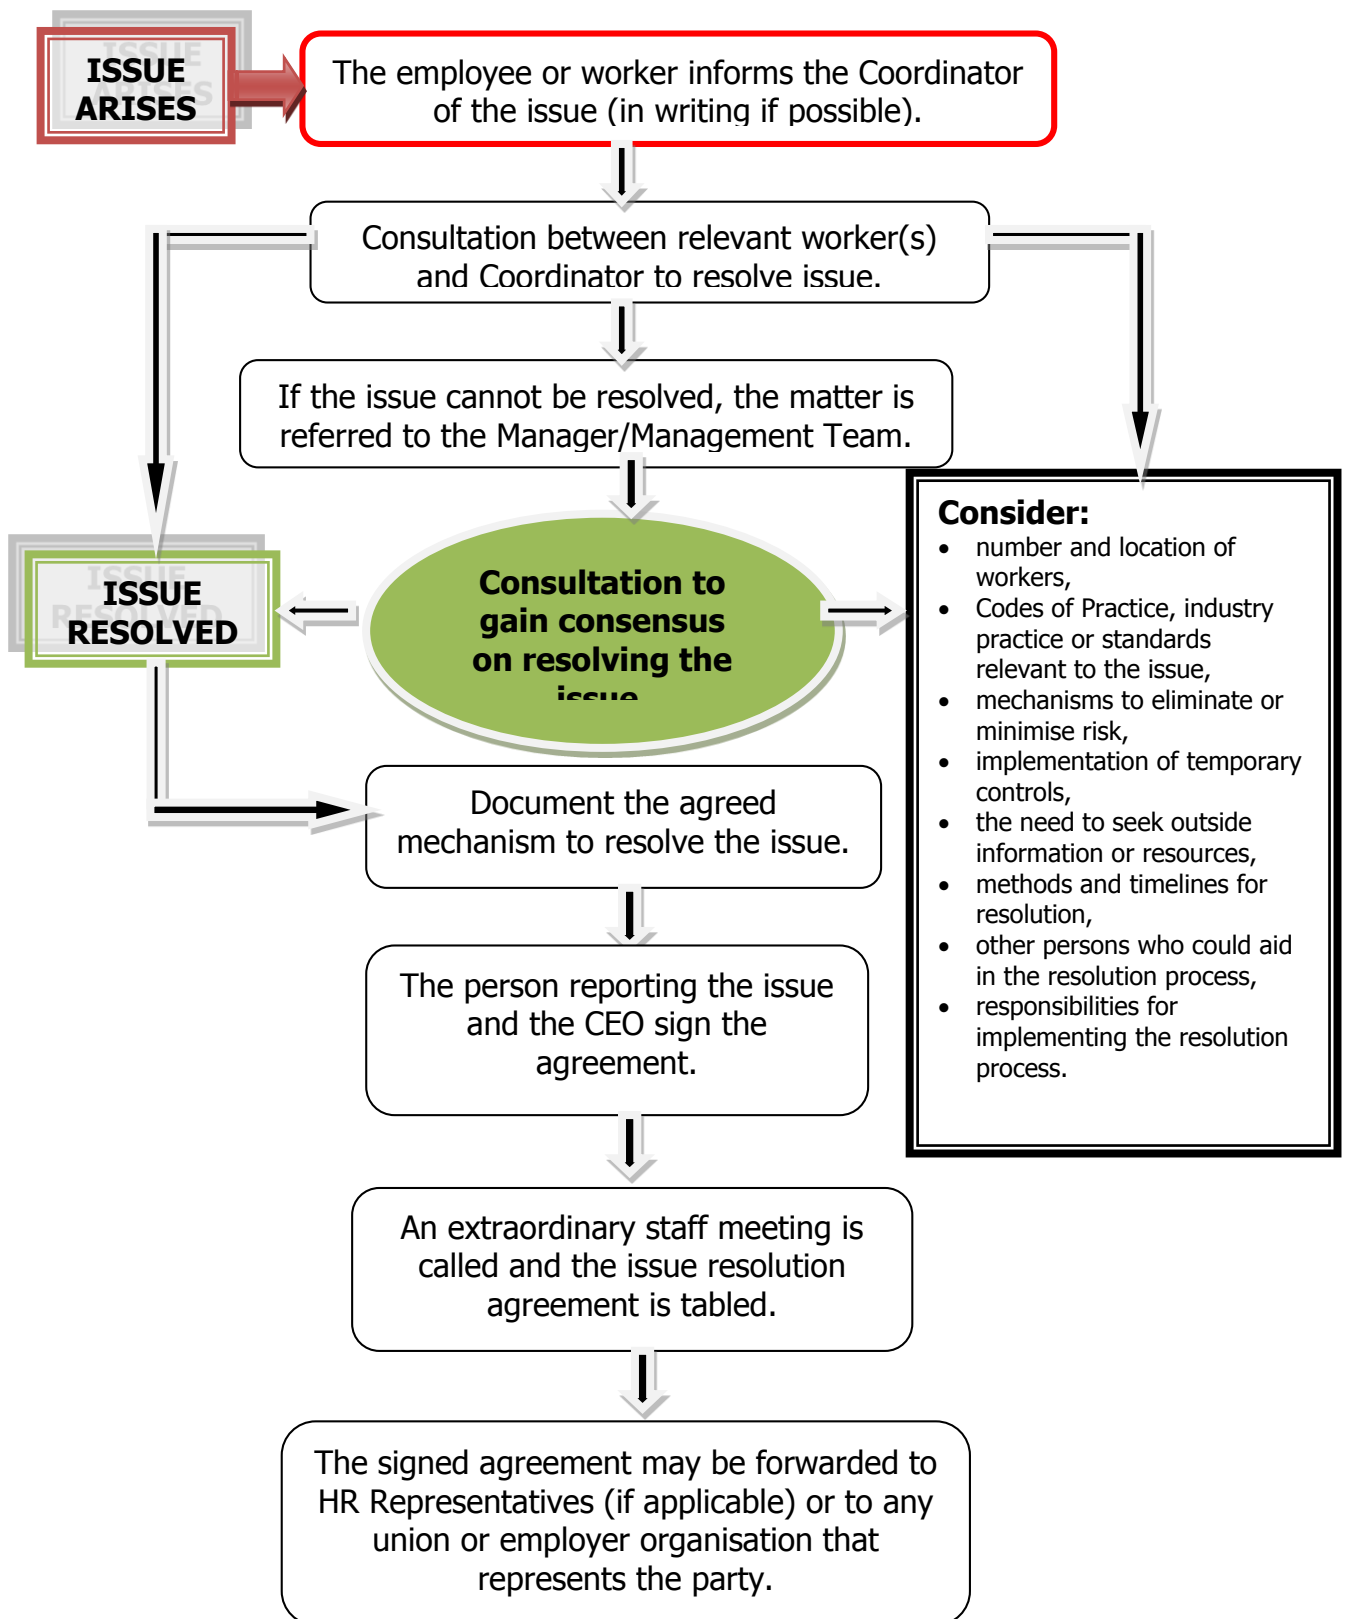 ISSUE
ARISES
The employee or worker informs the Coordinator
of the issue (in writing if possible).
Consultation between relevant worker(s)
and Coordinator to resolve issue.
If the issue cannot be resolved, the matter is
referred to the Manager/Management Team.
ISSUE
RESOLVED
Consultation to
gain consensus
on resolving the
issue
Consider:
• number and location of
workers,
• Codes of Practice, industry
practice or standards
relevant to the issue,
• mechanisms to eliminate or
minimise risk,
• implementation of temporary
controls,
• the need to seek outside
information or resources,
• methods and timelines for
resolution,
• other persons who could aid
in the resolution process,
• responsibilities for
implementing the resolution
process.
Document the agreed
mechanism to resolve the issue.
The person reporting the issue
and the CEO sign the
agreement.
An extraordinary staff meeting is
called and the issue resolution
agreement is tabled.
The signed agreement may be forwarded to
HR Representatives (if applicable) or to any
union or employer organisation that
represents the party.